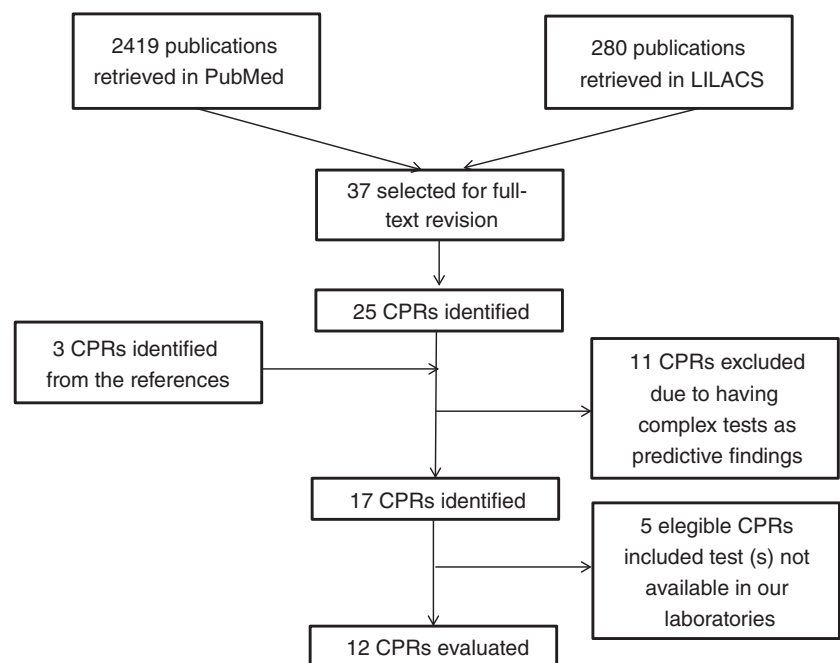 2419 publications
retrieved in PubMed
280 publications
retrieved in LILACS
37 selected for full-
text revision
25 CPRs identified
3 CPRs identified
from the references
11 CPRs excluded
due to having
complex tests as
predictive findings
17 CPRs identified
5 elegible CPRs
included test (s) not
available in our
laboratories
12 CPRs evaluated